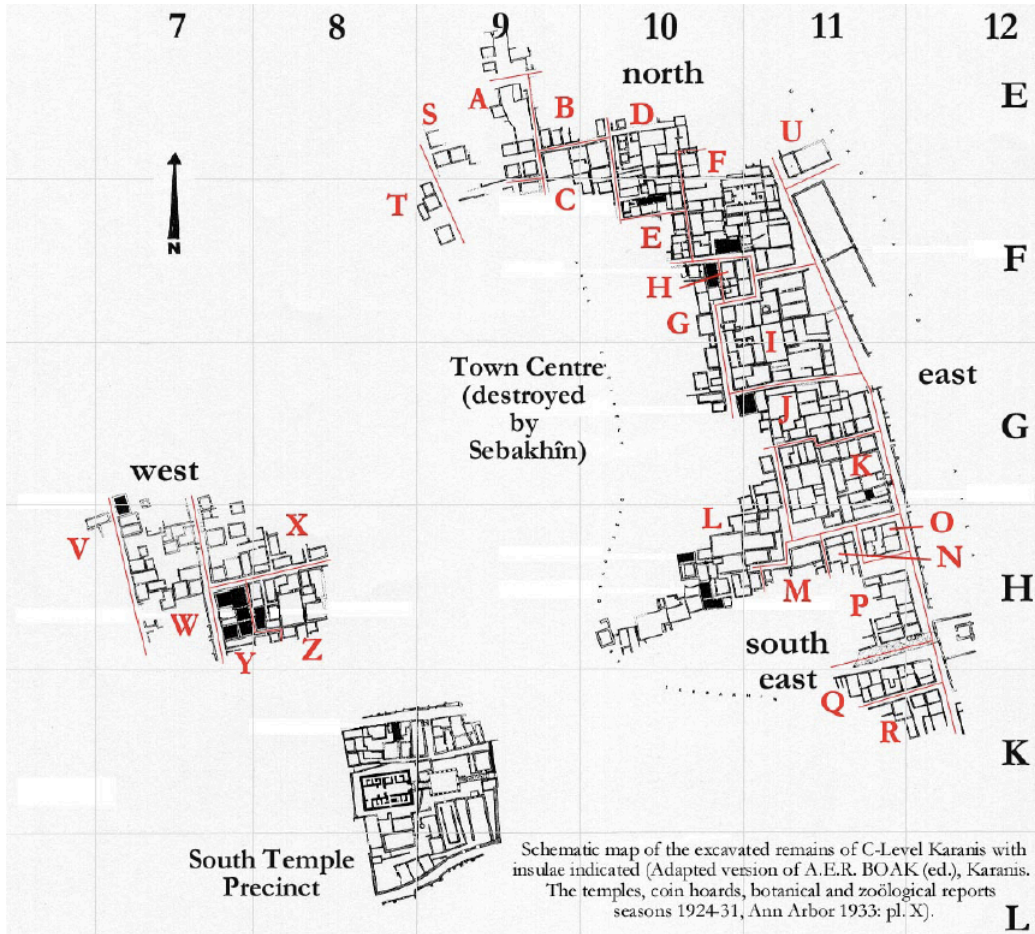 7 8 9 10 11 12
north
E
S A B D U
F
T C
E
F
H
G
I
Town Centre
(destroyed
by
Sebakhîn)
east
J
G
west
K
L O
V X
N
M
H
P
W
Y Z
south
east
Q
R
K
N
South Temple
Precinct
Schematic map of the excavated remains of C-Level Karanis with
insulae indicated (Adapted version of A.E.R. BOAK (ed.), Karanis.
The temples, coin hoards, botanical and zoölogical reports
seasons 1924-31, Ann Arbor 1933: pl. X).
L